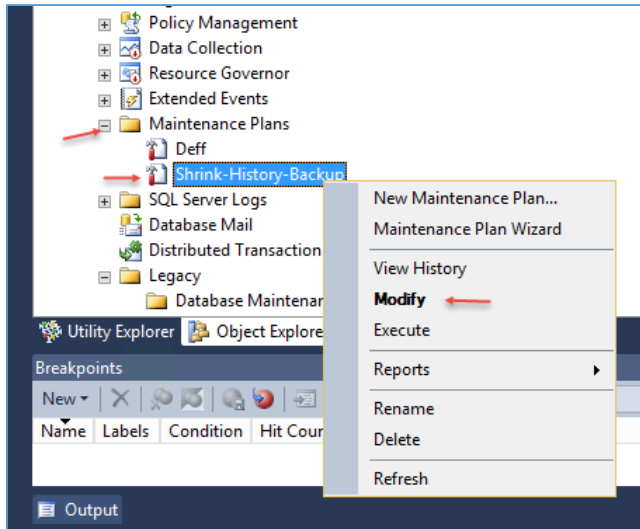 Policy Management
Data Collection
Resource Governor
Extended Events
Maintenance Plans
Deff
Shrink-History-Backup
SQL Server Logs
Database Mail
Distributed Transaction
Legacy
Database Maintenan
New Maintenance Plan...
Maintenance Plan Wizard
View History
Modify
Execute
Reports
Rename
Delete
Refresh
Utility Explorer Object Explore
Breakpoints
New
Name Labels Condition Hit Coun
Output